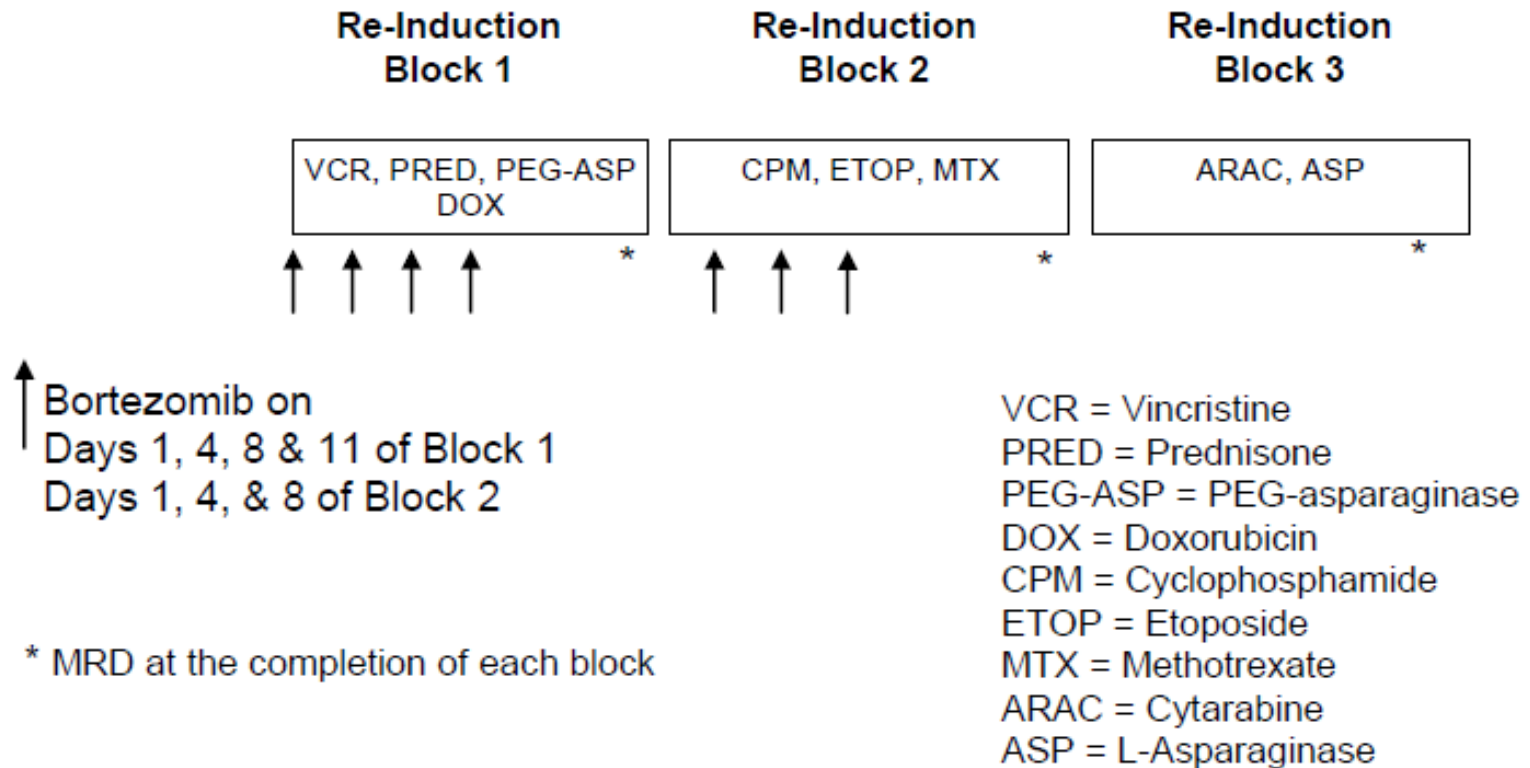 Re-Induction
Block 1
Re-Induction
Block 2
Re-Induction
Block 3
VCR, PRED, PEG-ASP
DOX
CPM, ETOP, MTX
ARAC, ASP
*
*
*
Bortezomib on
Days 1, 4, 8 & 11 of Block 1
Days 1, 4, & 8 of Block 2
* MRD at the completion of each block
VCR = Vincristine
PRED = Prednisone
PEG-ASP = PEG-asparaginase
DOX = Doxorubicin
CPM = Cyclophosphamide
ETOP = Etoposide
MTX = Methotrexate
ARAC = Cytarabine
ASP = L-Asparaginase